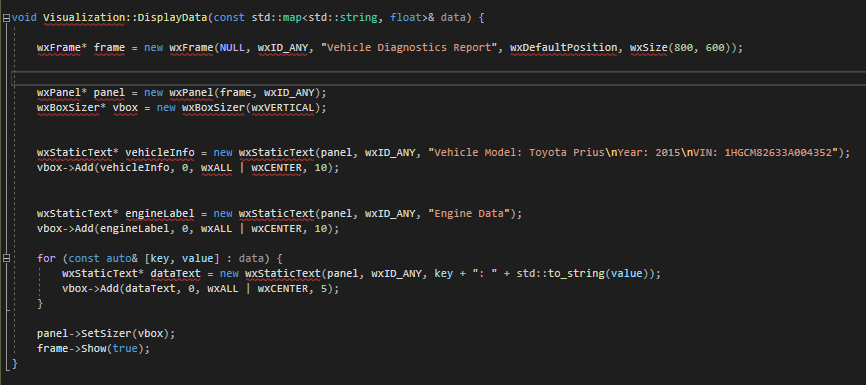 void Visualization::DisplayData(const std::map<std::string, float>& data) {
wxFrame* frame = new wxFrame(NULL, wxID_ANY, "Vehicle Diagnostics Report", wxDefaultPosition, wxSize(800, 600));
wxPanel* panel = new wxPanel(frame, wxID_ANY);
wxBoxSizer* vbox = new wxBoxSizer(wxVERTICAL);
wxStaticText* vehicleInfo = new wxStaticText(panel, wxID_ANY, "Vehicle Model: Toyota Prius\nYear: 2015\nVIN: 1HGCM82633A004352");
vbox->Add(vehicleInfo, 0, wxALL | wxCENTER, 10);
wxStaticText* engineLabel = new wxStaticText(panel, wxID_ANY, "Engine Data");
vbox->Add(engineLabel, 0, wxALL | wxCENTER, 10);
for (const auto& [key, value] : data) {
wxStaticText* dataText = new wxStaticText(panel, wxID_ANY, key + ": " + std::to_string(value));
vbox->Add(dataText, 0, wxALL | wxCENTER, 5);
}
panel->SetSizer(vbox);
frame->Show(true);
}